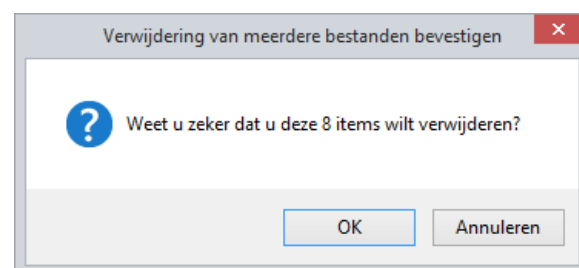 Verwijdering van meerdere bestanden bevestigen
Weet u zeker dat u deze 8 items wilt verwijderen?
OK
Annuleren